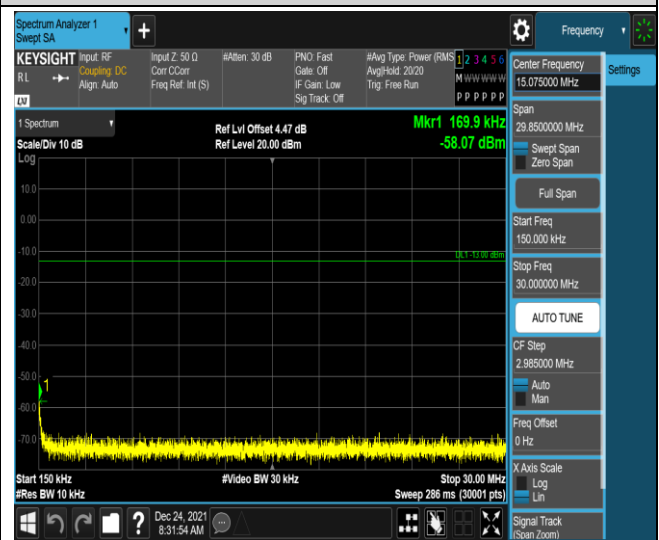 Spectrum Analyzer 1
Swept SA
+
Frequency
KEYSIGHT
RL
LXI
Input: RF
Coupling: DC
Align: Auto
Input Z: 50 Ω
Corr CCorr
Freq Ref: Int (S)
#Atten: 30 dB
PNO: Fast
Gate: Off
IF Gain: Low
Sig Track: Off
#Avg Type: Power (RMS
Avg|Hold: 20/20
Trig: Free Run
1 2 3 4 5 6
M W W W W W
P P P P P P
1 Spectrum
Scale/Div 10 dB
Log
Ref Lvl Offset 4.47 dB
Ref Level 20.00 dBm
Mkr1 169.9 kHz
-58.07 dBm
10.0
0.00
-10.0
-20.0
-30.0
-40.0
-50.0
-60.0
-70.0
DL1 -13.00 dBm
1
Start 150 kHz
#Res BW 10 kHz
#Video BW 30 kHz
Stop 30.00 MHz
Sweep 286 ms (30001 pts)
?
Dec 24, 2021
8:31:54 AM
Center Frequency
15.075000 MHz
Settings
Span
29.8500000 MHz
Swept Span
Zero Span
Full Span
Start Freq
150.000 kHz
Stop Freq
30.000000 MHz
AUTO TUNE
CF Step
2.985000 MHz
Auto
Man
Freq Offset
0 Hz
X Axis Scale
Log
Lin
Signal Track
(Span Zoom)